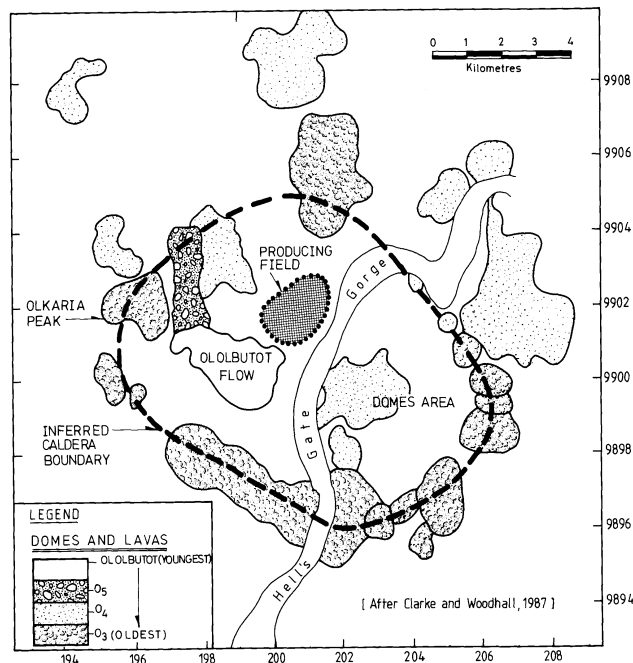 0 1 2 3 4
Kilometres
9908
9906
9904
9902
9900
9898
9896
9894
PRODUCING
FIELD
Gorge
OLKARIA
PEAK
OLOLBUTOT
FLOW
DOMES AREA
Gate
INFERRED
CALDERA
BOUNDARY
Hell's
LEGEND
DOMES AND LAVAS
OLOLBUTOT(YOUNGEST)
O5
O4
O3 (OLDEST)
[ After Clarke and Woodhall, 1987 ]
194 196 198 200 202 204 206 208